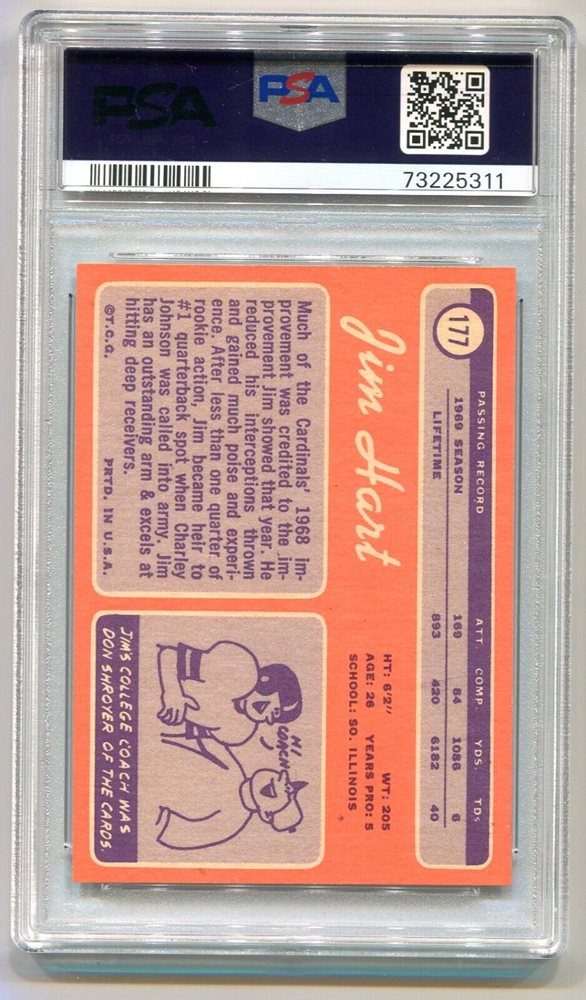 PSA
PSA
73225311
177
PASSING RECORD ATT. COMP. YDS. TDs
1969 SEASON 169 84 1086 6
LIFETIME 893 420 6182 40
Jim Hart
HT: 6'2" WT: 205
AGE: 26 YEARS PRO: 5
SCHOOL: SO. ILLINOIS
Much of the Cardinals' 1968 im-
provement was credited to the im-
provement Jim showed that year. He
reduced his interceptions thrown
and gained much poise and experi-
ence. After less than one quarter of
rookie action, Jim became heir to
#1 quarterback spot when Charley
Johnson was called into army. Jim
has an outstanding arm & excels at
hitting deep receivers.
©T.C.G. PRTD. IN U.S.A.
HI
COACH
JIM'S COLLEGE COACH WAS
DON SHROYER OF THE CARDS.